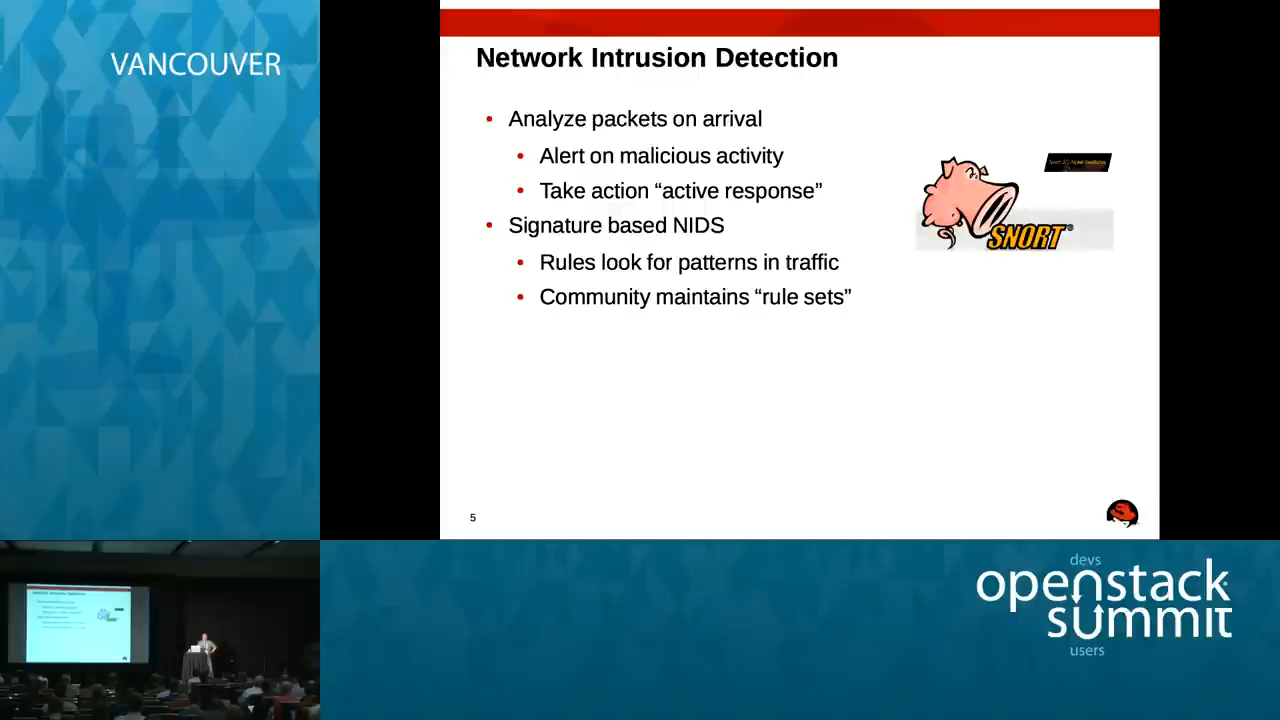 VANCOUVER
Network Intrusion Detection
• Analyze packets on arrival
• Alert on malicious activity
• Take action “active response”
• Signature based NIDS
• Rules look for patterns in traffic
• Community maintains “rule sets”
SNORT®
5
devs
openstack
summit
users